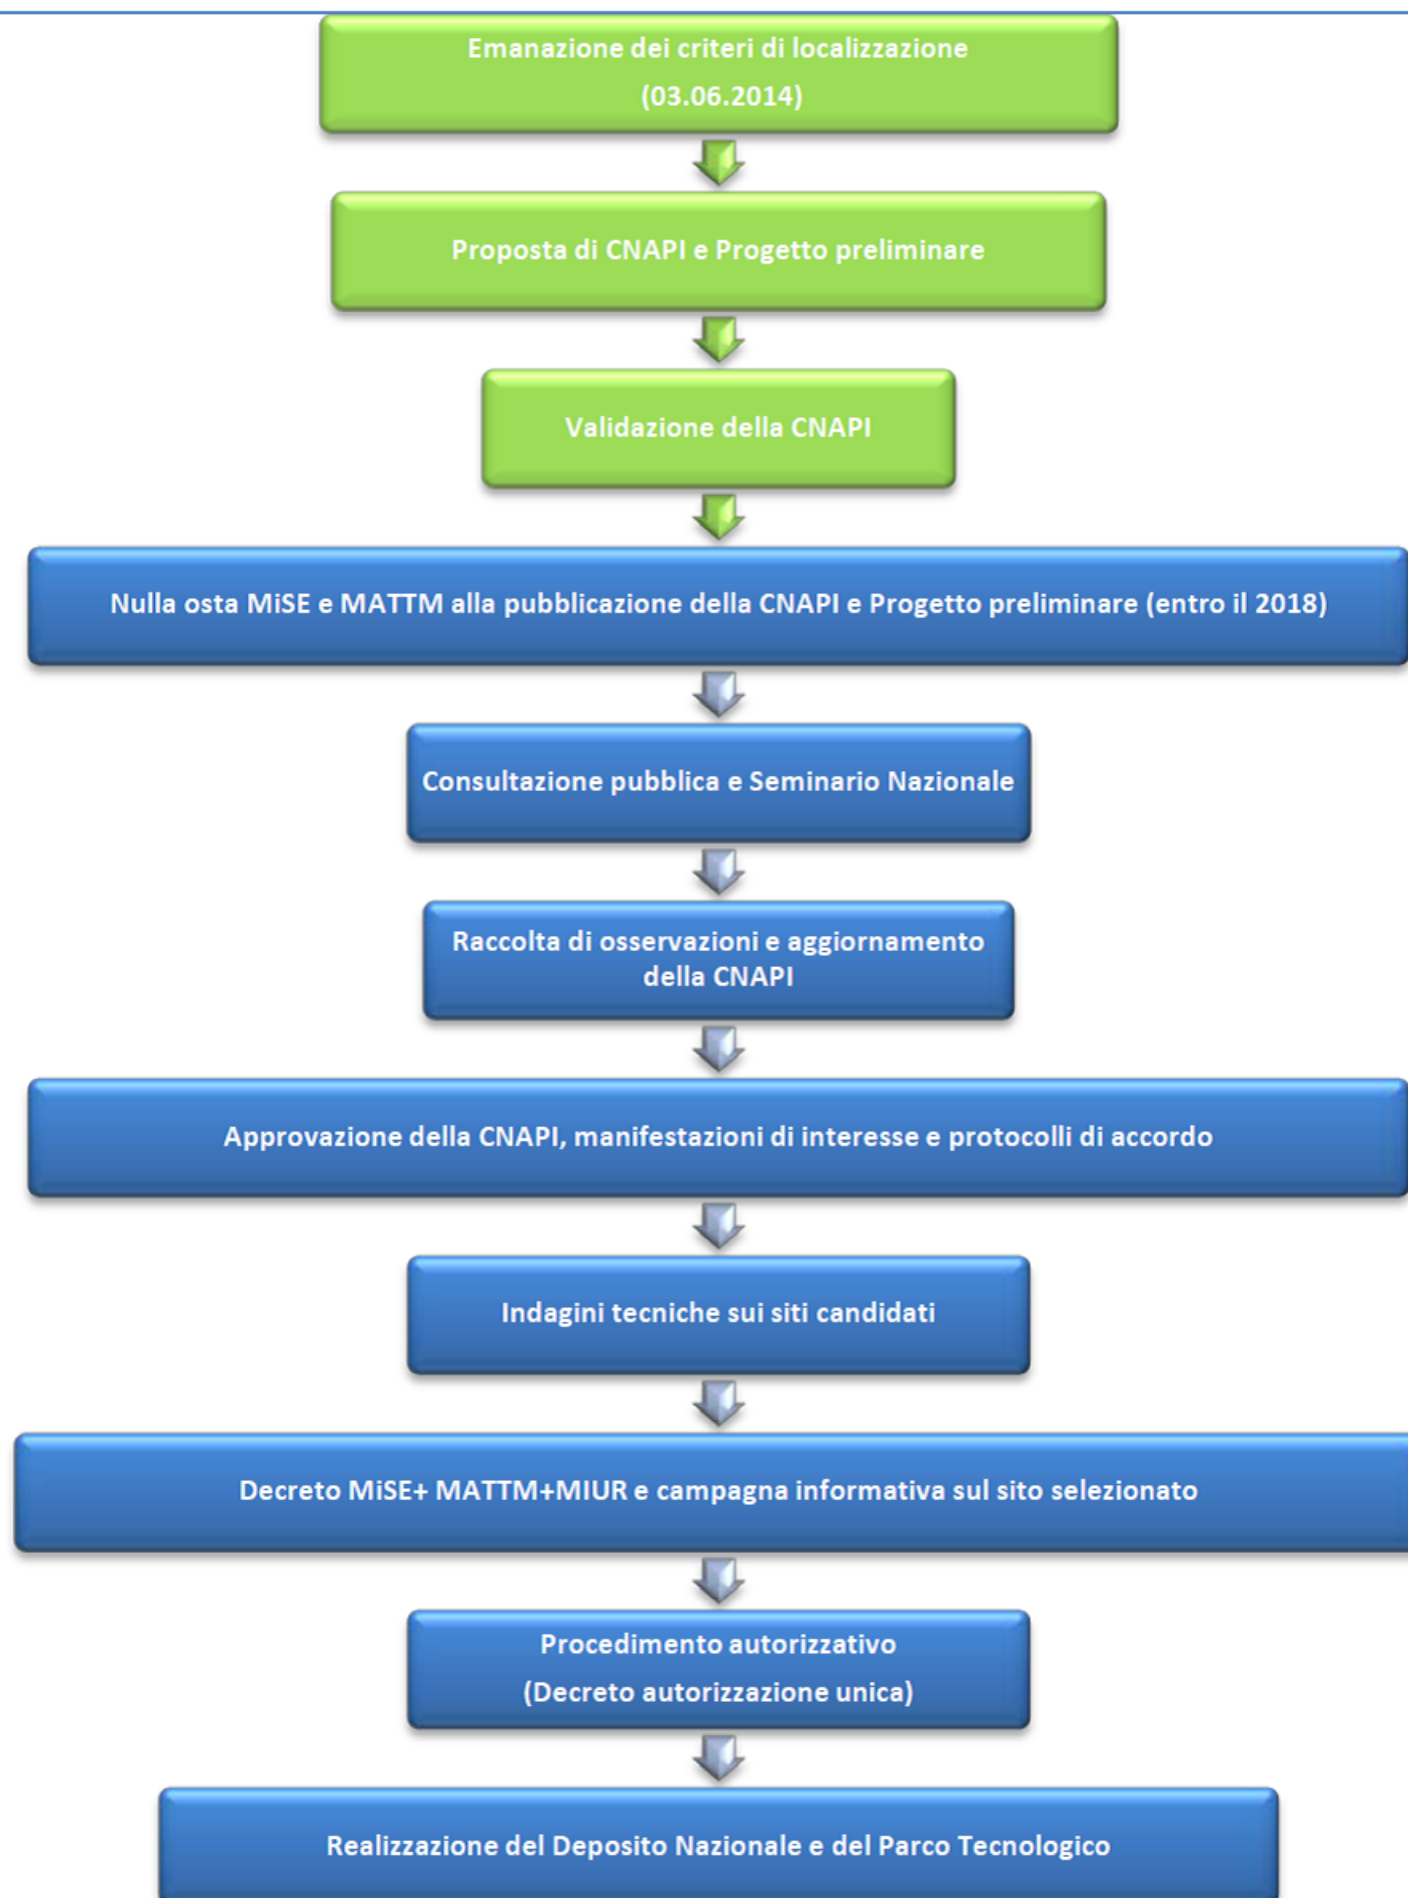 Emanazione dei criteri di localizzazione
(03.06.2014)
Proposta di CNAPI e Progetto preliminare
Validazione della CNAPI
Nulla osta MiSE e MATTM alla pubblicazione della CNAPI e Progetto preliminare (entro il 2018)
Consultazione pubblica e Seminario Nazionale
Raccolta di osservazioni e aggiornamento
della CNAPI
Approvazione della CNAPI, manifestazioni di interesse e protocolli di accordo
Indagini tecniche sui siti candidati
Decreto MiSE+ MATTM+MIUR e campagna informativa sul sito selezionato
Procedimento autorizzativo
(Decreto autorizzazione unica)
Realizzazione del Deposito Nazionale e del Parco Tecnologico